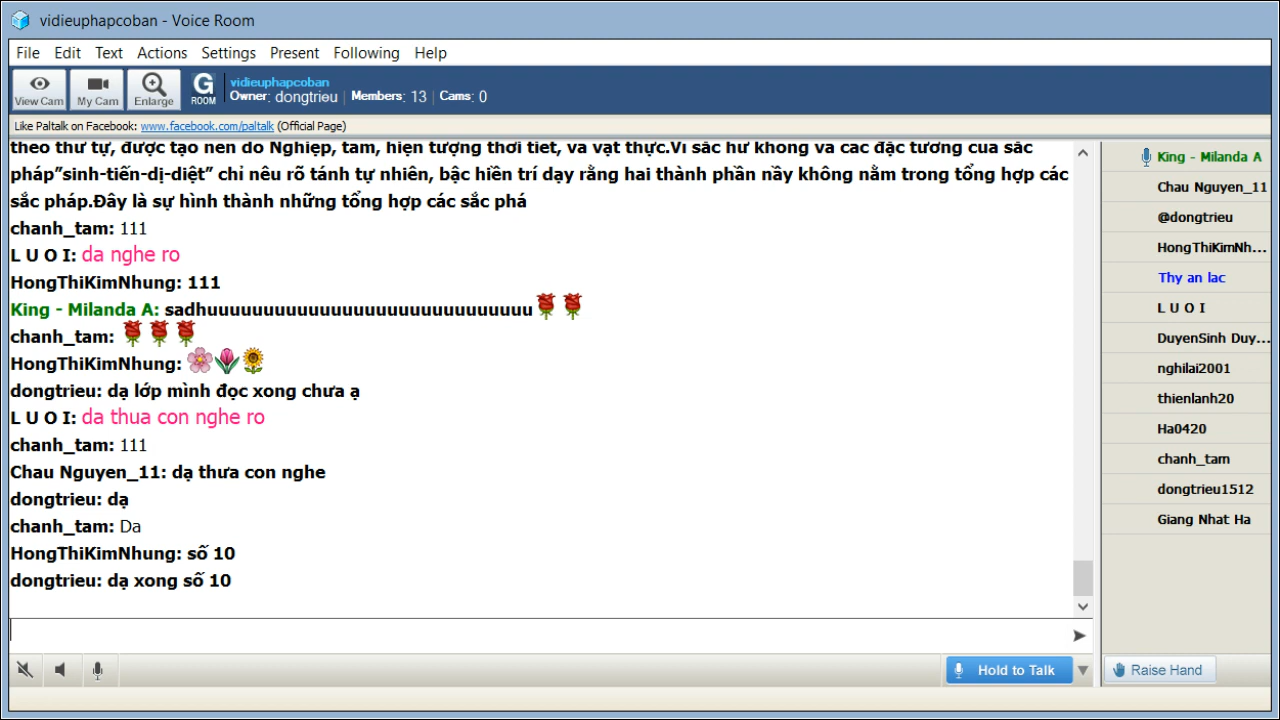 vidieuphapcoban - Voice Room
File Edit Text Actions Settings Present Following Help
View Cam My Cam Enlarge G ROOM
vidieuphapcoban
Owner: dongtrieu | Members: 13 | Cams: 0
Like Paltalk on Facebook: www.facebook.com/paltalk (Official Page)
theo thứ tự, được tạo nên do Nghiệp, tâm, hiện tượng thời tiết, và vật thực.Vì sắc hư không và các đặc tướng của sắc
pháp”sinh-tiến-dị-diệt” chỉ nêu rõ tánh tự nhiên, bậc hiền trí dạy rằng hai thành phần nầy không nằm trong tổng hợp các
sắc pháp.Đây là sự hình thành những tổng hợp các sắc phá
chanh_tam: 111
L U O I: da nghe ro
HongThiKimNhung: 111
King - Milanda A: sadhuuuuuuuuuuuuuuuuuuuuuuuuuuuuuu
chanh_tam:
HongThiKimNhung:
dongtrieu: dạ lớp mình đọc xong chưa ạ
L U O I: da thua con nghe ro
chanh_tam: 111
Chau Nguyen_11: dạ thưa con nghe
dongtrieu: dạ
chanh_tam: Da
HongThiKimNhung: số 10
dongtrieu: dạ xong số 10
King - Milanda A
Chau Nguyen_11
@dongtrieu
HongThiKimNh...
Thy an lac
L U O I
DuyenSinh Duy...
nghilai2001
thienlanh20
Ha0420
chanh_tam
dongtrieu1512
Giang Nhat Ha
Hold to Talk
Raise Hand